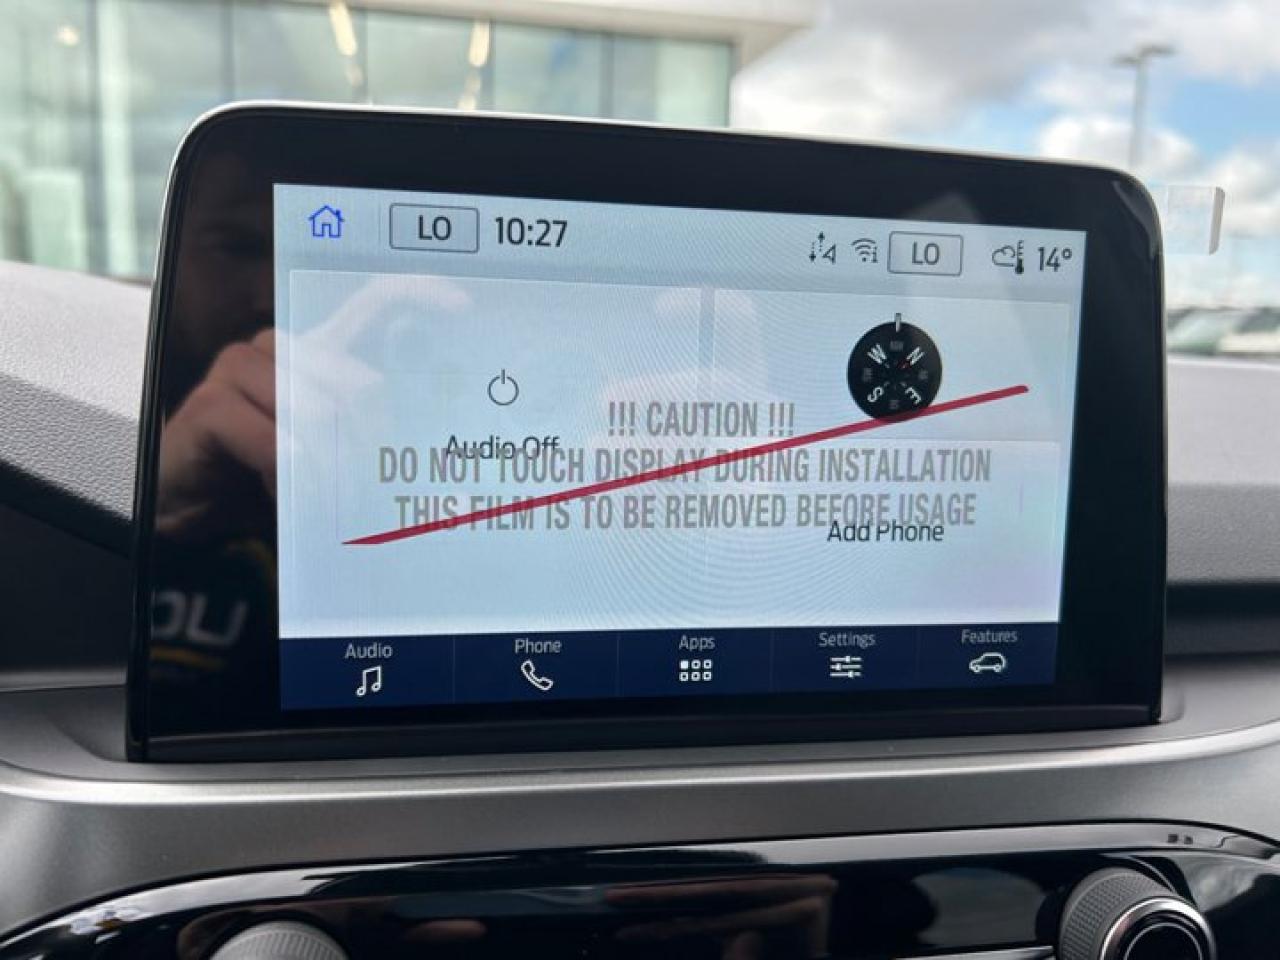 LO 10:27 LO 14°
W N
S E
!!! CAUTION !!!
Audio Off
DO NOT TOUCH DISPLAY DURING INSTALLATION
THIS FILM IS TO BE REMOVED BEFORE USAGE
Add Phone
Audio Phone Apps Settings Features